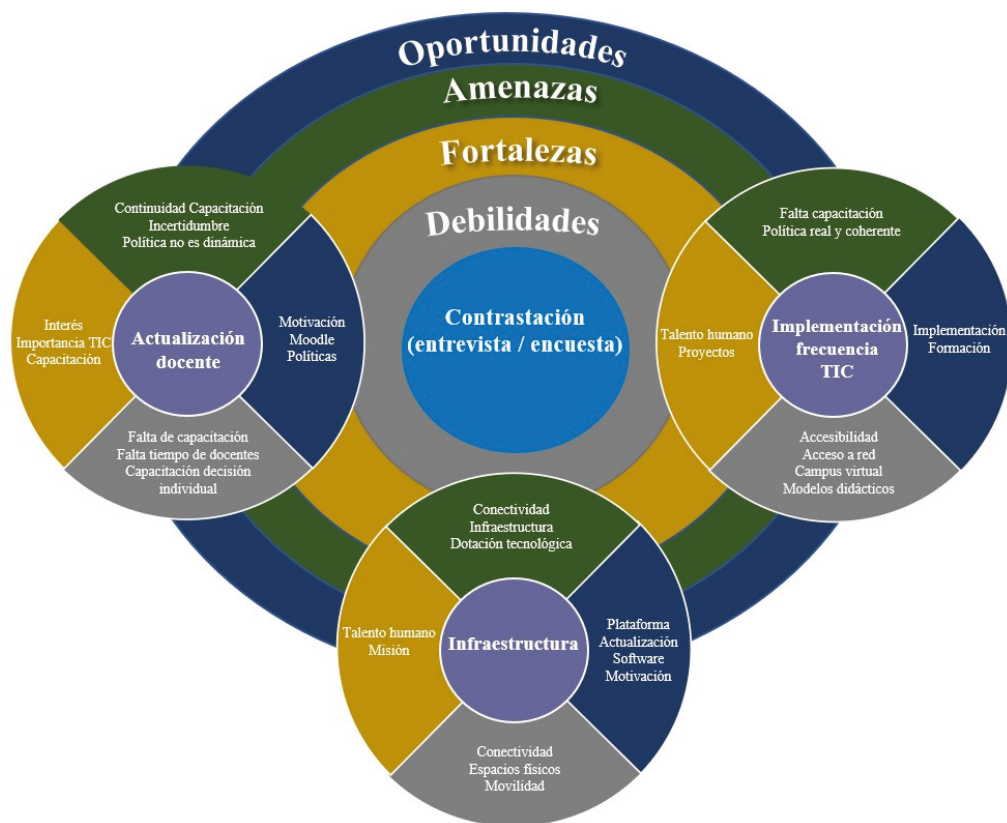 Oportunidades
Amenazas
Fortalezas
Debilidades
Contrastación
(entrevista / encuesta)
Continuidad Capacitación
Incertidumbre
Política no es dinámica
Interés
Importancia TIC
Capacitación
Actualización
docente
Motivación
Moodle
Políticas
Falta de capacitación
Falta tiempo de docentes
Capacitación decisión
individual
Falta capacitación
Política real y coherente
Talento humano
Proyectos
Implementación
frecuencia
TIC
Implementación
Formación
Accesibilidad
Acceso a red
Campus virtual
Modelos didácticos
Conectividad
Infraestructura
Dotación tecnológica
Talento humano
Misión
Infraestructura
Plataforma
Actualización
Software
Motivación
Conectividad
Espacios físicos
Movilidad